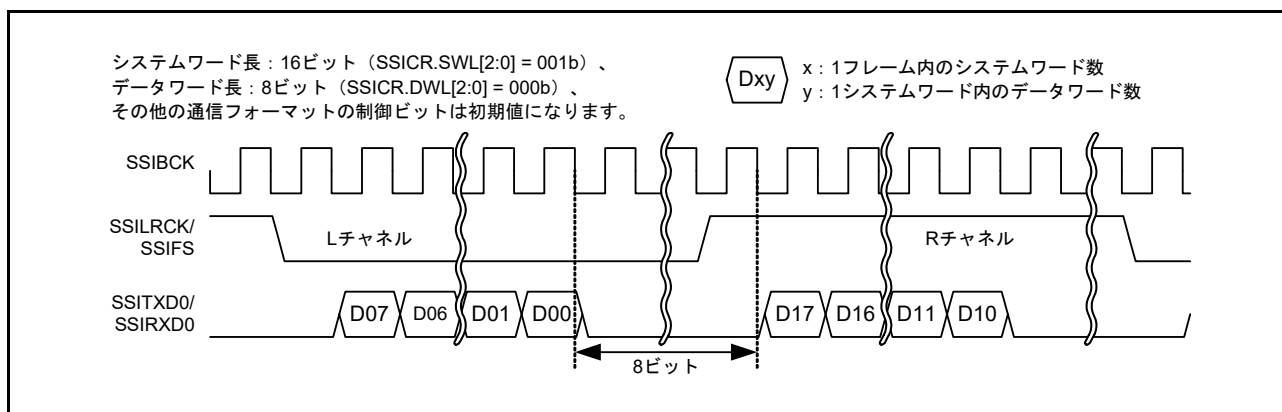 システムワード長：16ビット（SSICR.SWL[2:0] = 001b）、
データワード長：8ビット（SSICR.DWL[2:0] = 000b）、
その他の通信フォーマットの制御ビットは初期値になります。
Dxy
x：1フレーム内のシステムワード数
y：1システムワード内のデータワード数
SSIBCK
SSILRCK/
SSIFS
Lチャネル
Rチャネル
SSITXD0/
SSIRXD0
D07 D06 D01 D00 D17 D16 D11 D10
8ビット